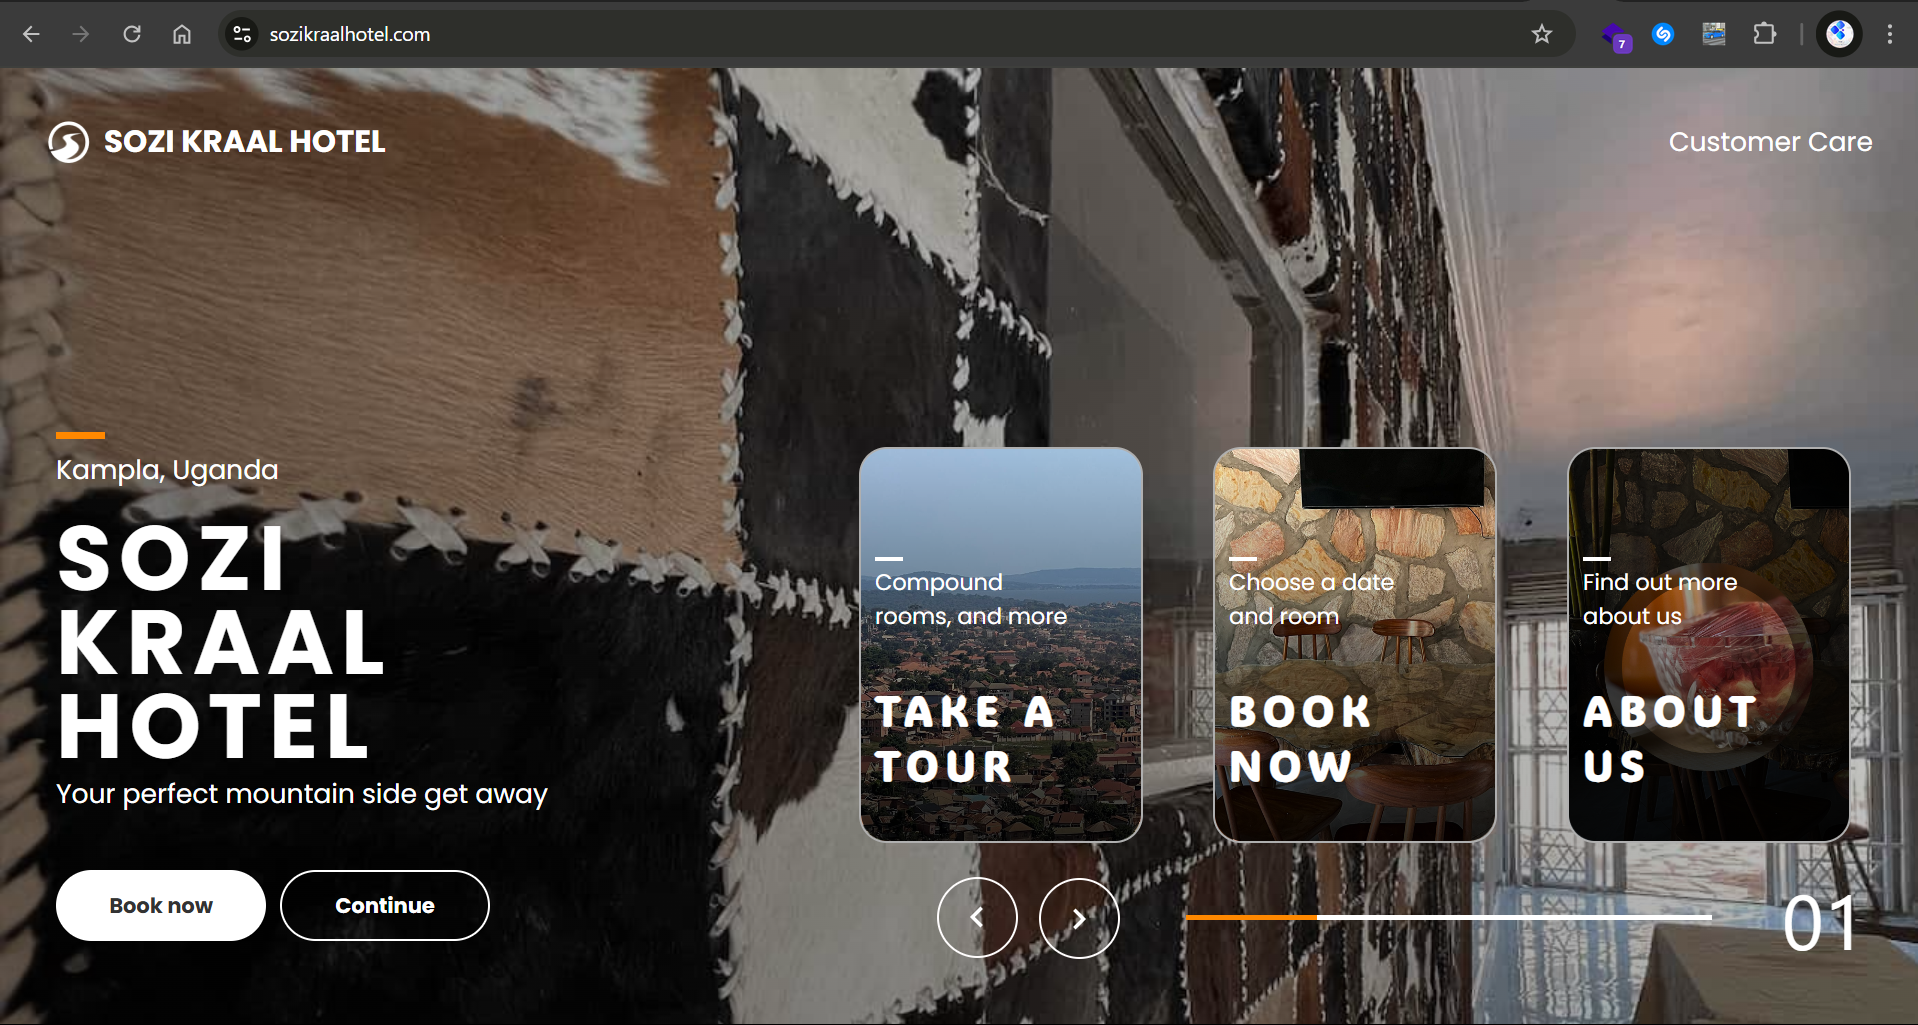 sozikraalhotel.com
7
SOZI KRAAL HOTEL
Customer Care
Kampla, Uganda
SOZI
KRAAL
HOTEL
Your perfect mountain side get away
Book now
Continue
Compound
rooms, and more
TAKE A
TOUR
Choose a date
and room
BOOK
NOW
Find out more
about us
ABOUT
US
01